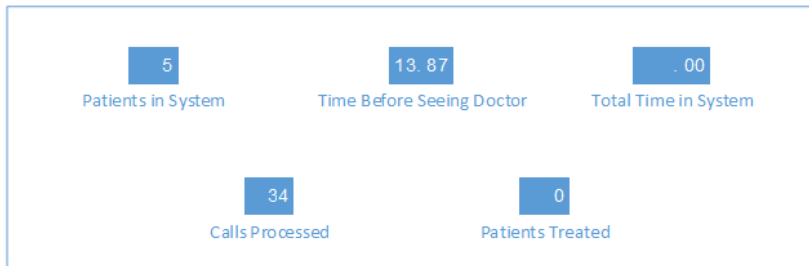 5 13.87 .00
Patients in System Time Before Seeing Doctor Total Time in System
34 0
Calls Processed Patients Treated